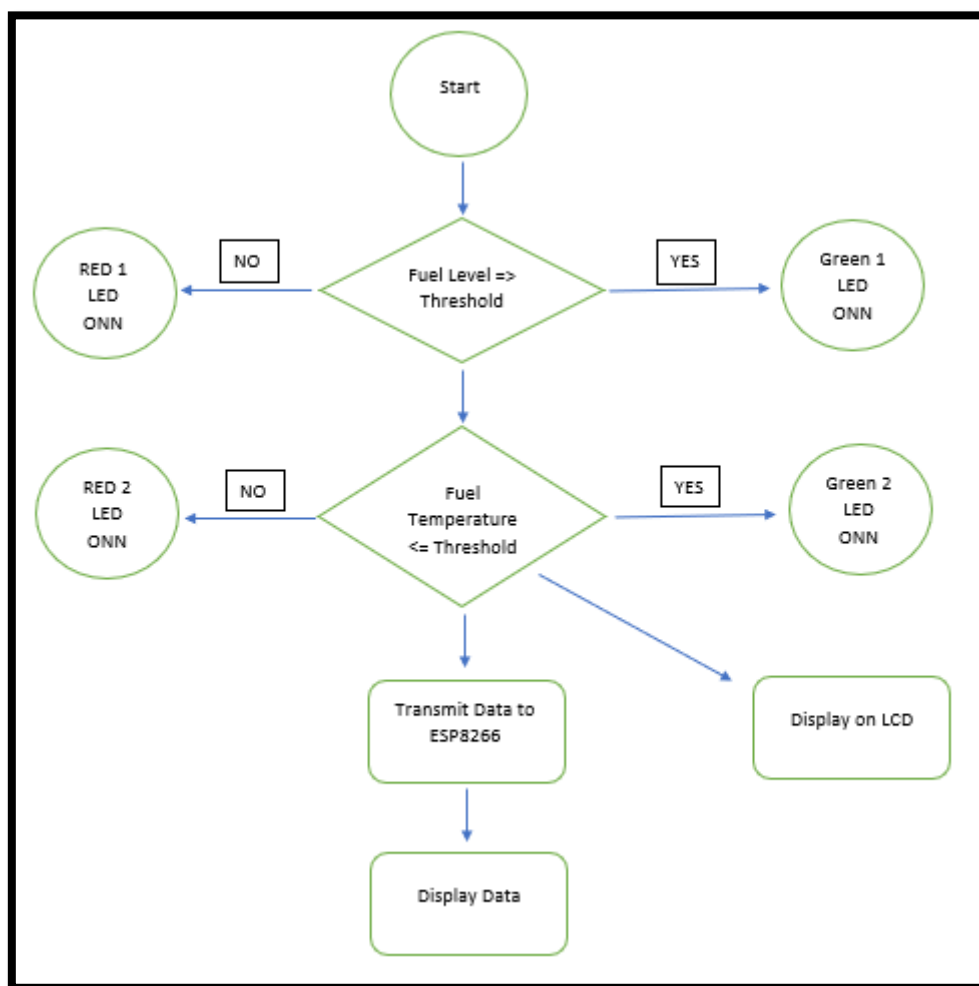 Start
NO
YES
RED 1
LED
ONN
Fuel Level =>
Threshold
Green 1
LED
ONN
NO
YES
RED 2
LED
ONN
Fuel
Temperature
<= Threshold
Green 2
LED
ONN
Transmit Data to
ESP8266
Display on LCD
Display Data